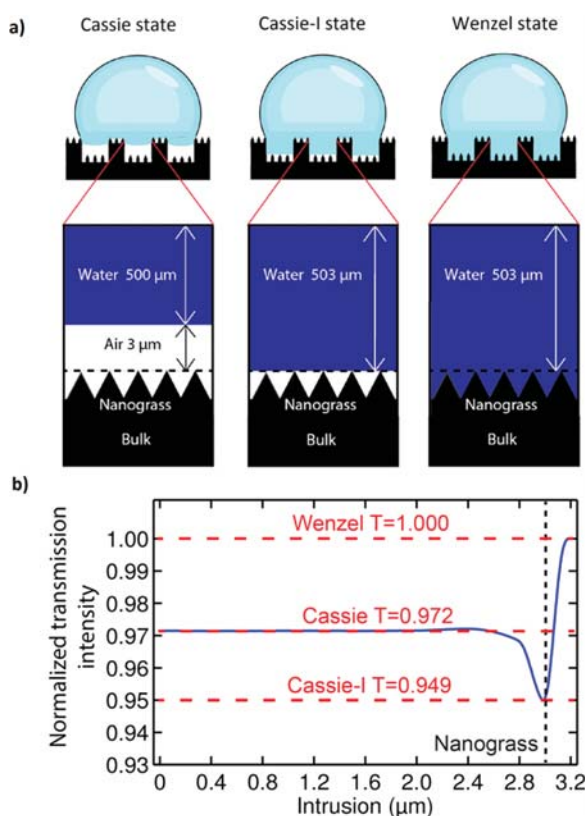 a)
Cassie state
Cassie-I state
Wenzel state
Water 500 µm
Air 3 µm
Nanograss
Bulk
Water 503 µm
Nanograss
Bulk
Water 503 µm
Nanograss
Bulk
b)
Normalized transmission
intensity
1.00
0.99
0.98
0.97
0.96
0.95
0.94
0.93
Wenzel T=1.000
Cassie T=0.972
Cassie-I T=0.949
Nanograss
0 0.4 0.8 1.2 1.6 2.0 2.4 2.8 3.2
Intrusion (µm)